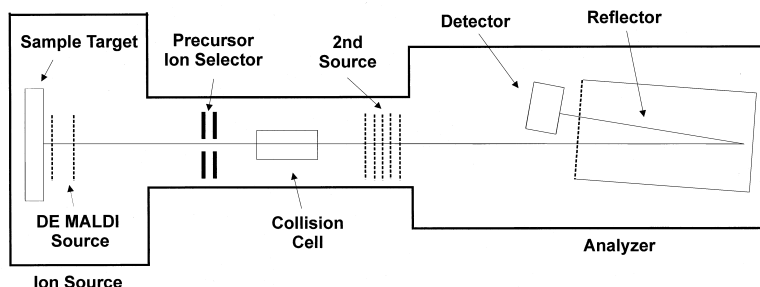 Sample Target
Precursor
Ion Selector
2nd
Source
Detector
Reflector
DE MALDI
Source
Collision
Cell
Analyzer
Ion Source